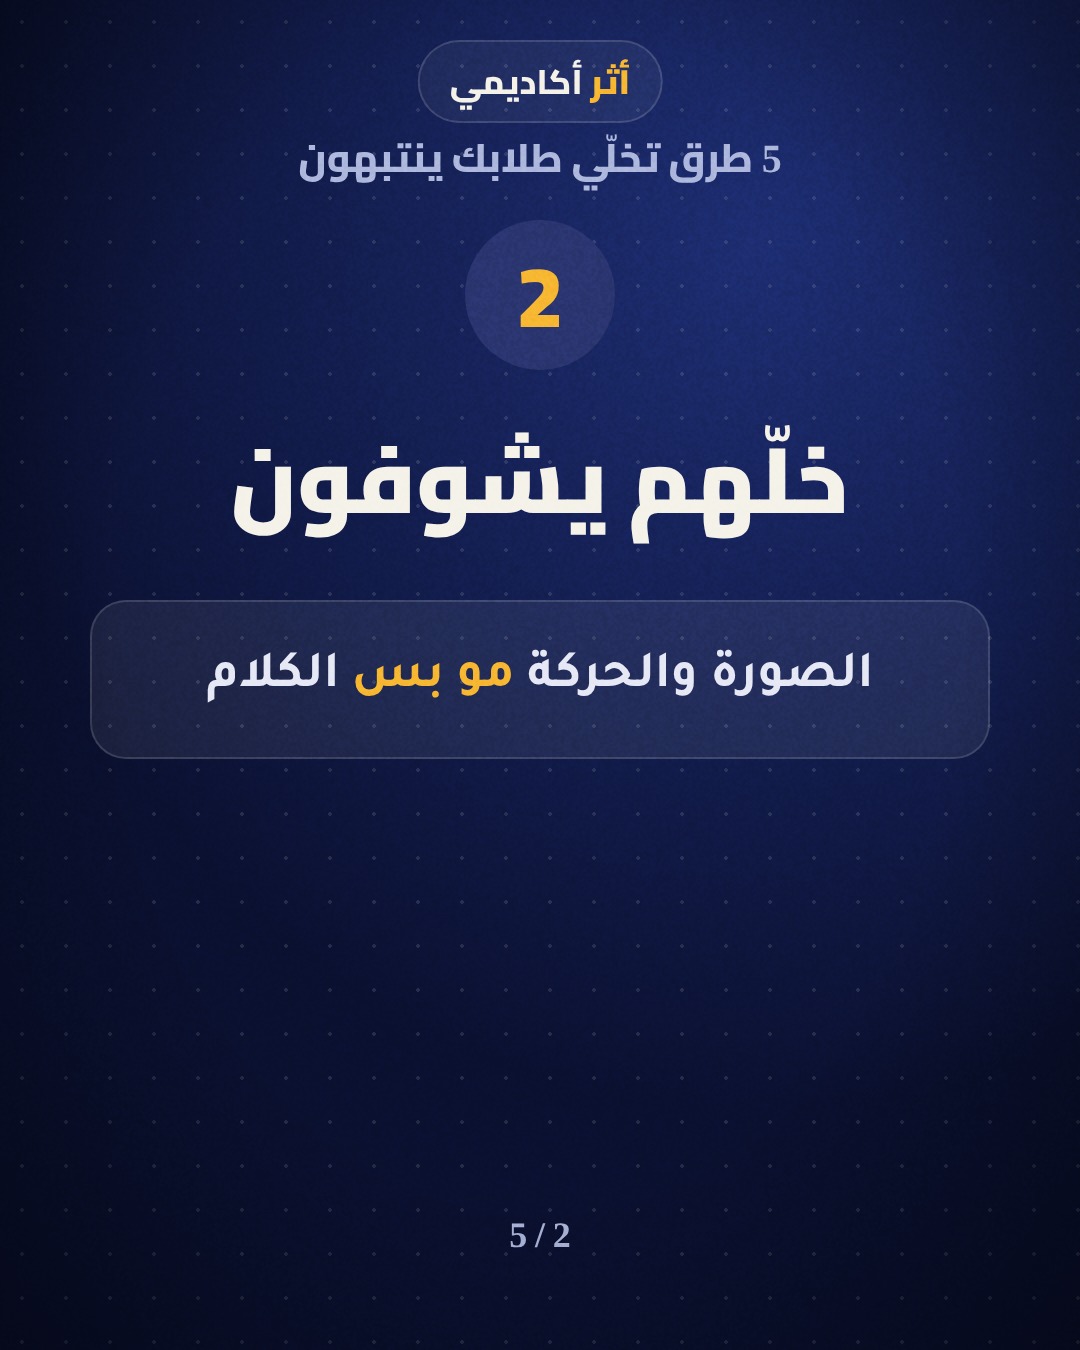 أثر أكاديمي
5 طرق تخلّي طلابك ينتبهون
2
خلّهم يشوفون
الصورة والحركة مو بس الكلام
5 / 2